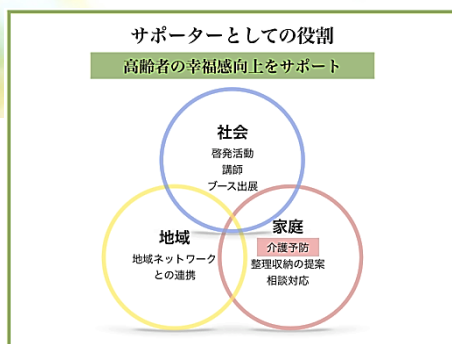 サポーターとしての役割
高齢者の幸福感向上をサポート
社会
啓発活動
講師
ブース出展
地域
地域ネットワーク
との連携
家庭
介護予防
整理収納の提案
相談対応